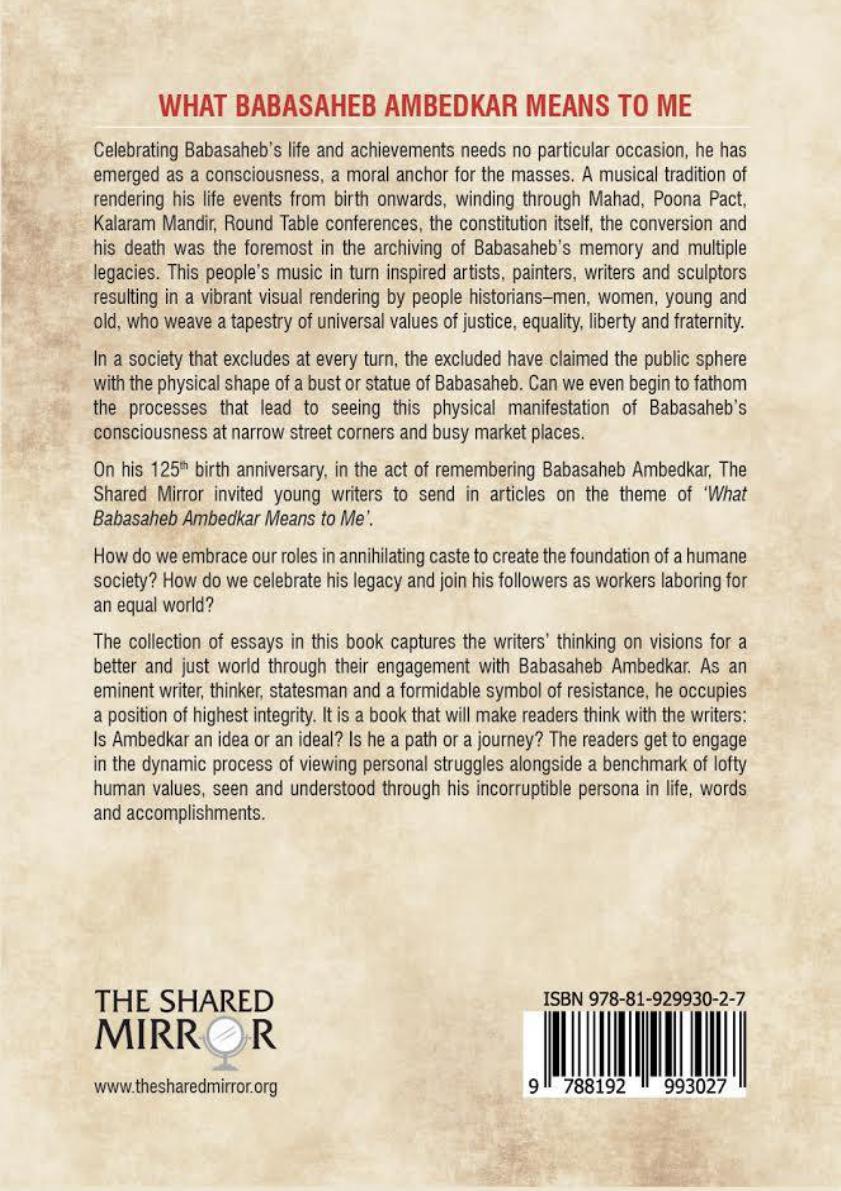 WHAT BABASAHEB AMBEDKAR MEANS TO ME
Celebrating Babasaheb's life and achievements needs no particular occasion, he has
emerged as a consciousness, a moral anchor for the masses. A musical tradition of
rendering his life events from birth onwards, winding through Mahad, Poona Pact,
Kalaram Mandir, Round Table conferences, the constitution itself, the conversion and
his death was the foremost in the archiving of Babasaheb's memory and multiple
legacies. This people's music in turn inspired artists, painters, writers and sculptors
resulting in a vibrant visual rendering by people historians–men, women, young and
old, who weave a tapestry of universal values of justice, equality, liberty and fraternity.
In a society that excludes at every turn, the excluded have claimed the public sphere
with the physical shape of a bust or statue of Babasaheb. Can we even begin to fathom
the processes that lead to seeing this physical manifestation of Babasaheb's
consciousness at narrow street corners and busy market places.
On his 125th birth anniversary, in the act of remembering Babasaheb Ambedkar, The
Shared Mirror invited young writers to send in articles on the theme of 'What
Babasaheb Ambedkar Means to Me'.
How do we embrace our roles in annihilating caste to create the foundation of a humane
society? How do we celebrate his legacy and join his followers as workers laboring for
an equal world?
The collection of essays in this book captures the writers' thinking on visions for a
better and just world through their engagement with Babasaheb Ambedkar. As an
eminent writer, thinker, statesman and a formidable symbol of resistance, he occupies
a position of highest integrity. It is a book that will make readers think with the writers:
Is Ambedkar an idea or an ideal? Is he a path or a journey? The readers get to engage
in the dynamic process of viewing personal struggles alongside a benchmark of lofty
human values, seen and understood through his incorruptible persona in life, words
and accomplishments.
THE SHARED
MIRROR
www.thesharedmirror.org
ISBN 978-81-929930-2-7
9 788192 993027